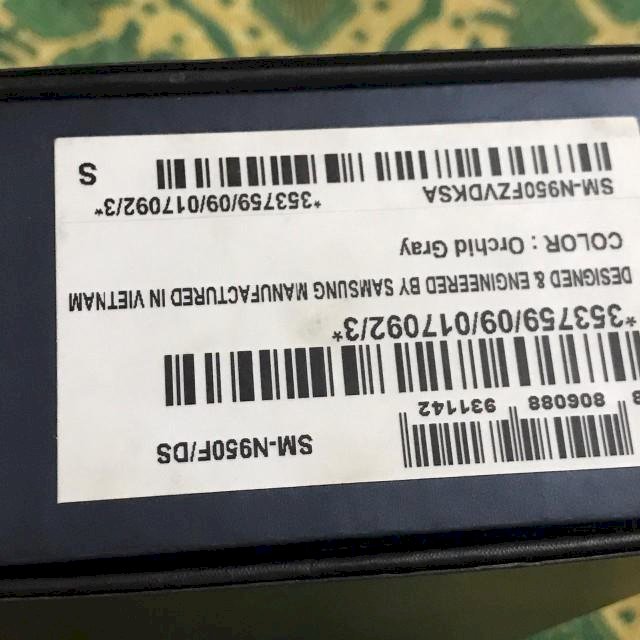 SM-N950F/DS
8 806088 931142
*353759/09/017092/3*
DESIGNED & ENGINEERED BY SAMSUNG MANUFACTURED IN VIETNAM
COLOR : Orchid Gray
SM-N950FZVDKSA
*353759/09/017092/3*
S